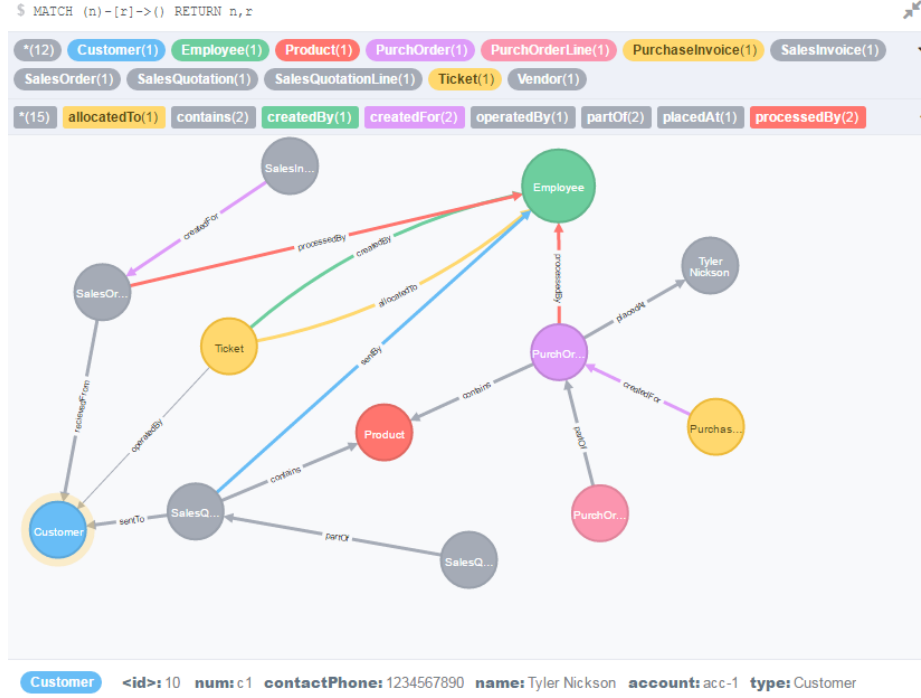 $ MATCH (n)-[r]->() RETURN n,r
*(12) Customer(1) Employee(1) Product(1) PurchOrder(1) PurchOrderLine(1) PurchaseInvoice(1) SalesInvoice(1)
SalesOrder(1) SalesQuotation(1) SalesQuotationLine(1) Ticket(1) Vendor(1)
*(15) allocatedTo(1) contains(2) createdBy(1) createdFor(2) operatedBy(1) partOf(2) placedAt(1) processedBy(2)
SalesIn...
Employee
createdFor
processedBy
createdBy
processedBy
Tyler
Nickson
SalesOr...
allocatedTo
placedAt
Ticket
sentBy
PurchOr...
recievedFrom
contains
createdFor
operatedBy
Product
Purchas...
partOf
contains
SalesQ...
PurchOr...
sentTo
Customer
partOf
SalesQ...
Customer <id>: 10 num: c1 contactPhone: 1234567890 name: Tyler Nickson account: acc-1 type: Customer